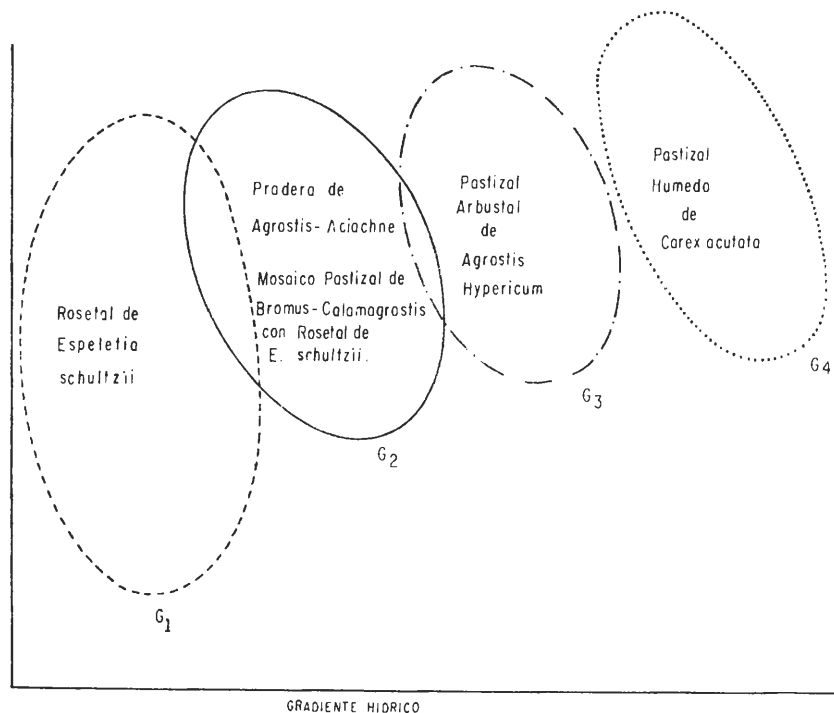 Rosetal de
Espeletia
schultzii
G1
Pradera de
Agrostis-Aciachne
Mosaico Pastizal de
Bromus-Calamagrostis
con Rosetal de
E. schultzii.
G2
Pastizal
Arbustal
de
Agrostis
Hypericum
G3
Pastizal
Humedo
de
Carex acutata
G4
GRADIENTE HIDRICO